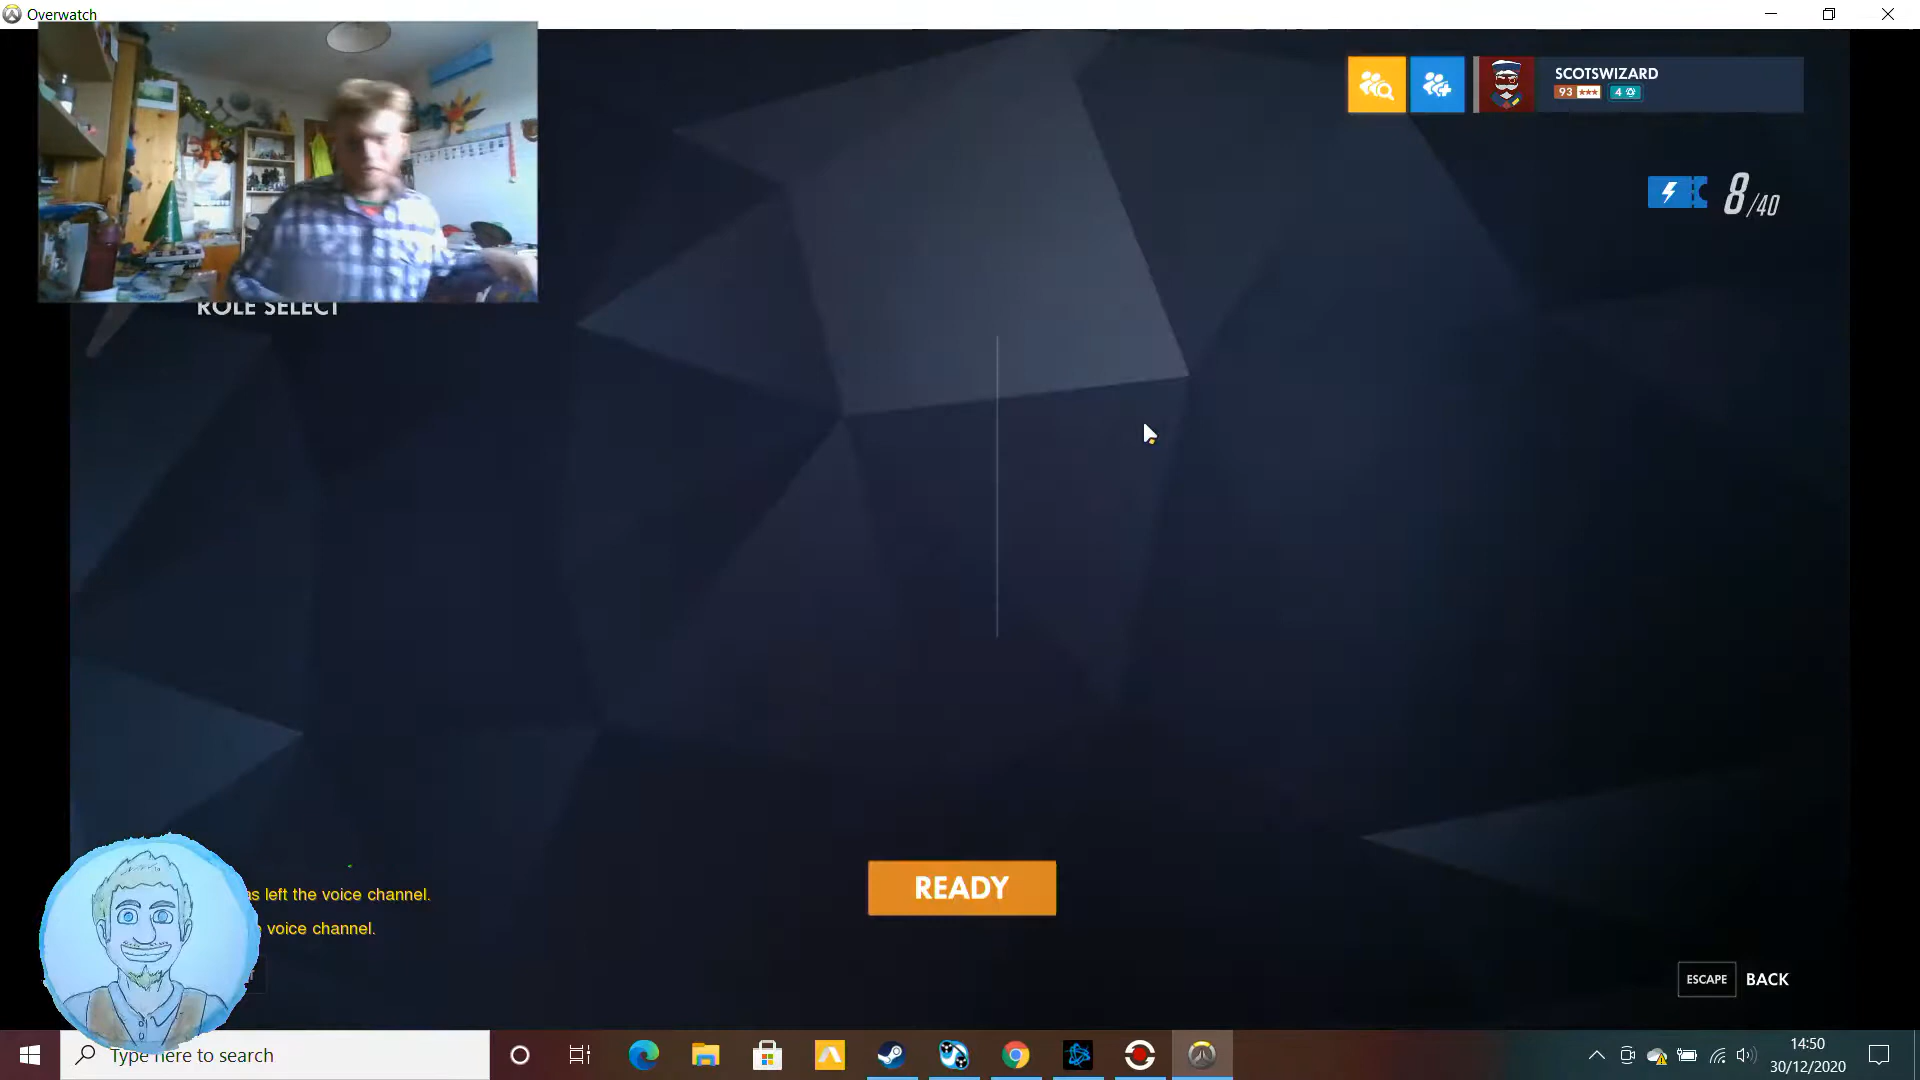 Overwatch
SCOTSWIZARD
93 4
8/40
ROLE SELECT
as left the voice channel.
voice channel.
READY
ESCAPE BACK
Type here to search
14:50
30/12/2020